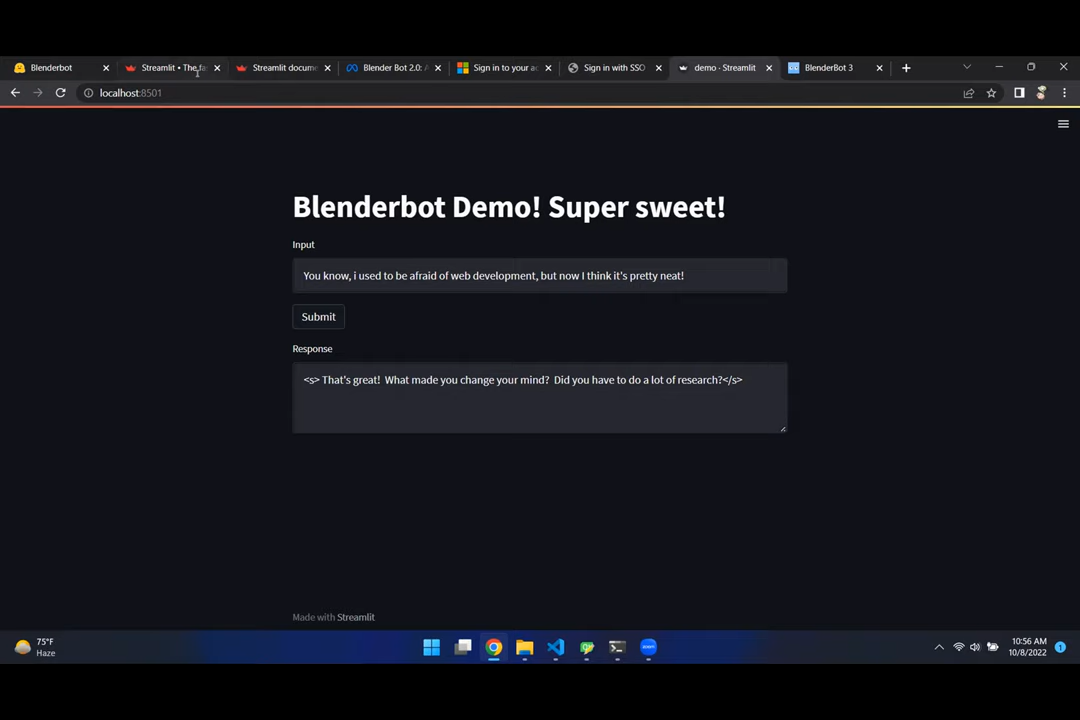 Blenderbot
Streamlit • The fa
Streamlit docume
Blender Bot 2.0: A
Sign in to your ac
Sign in with SSO
demo · Streamlit
BlenderBot 3
localhost:8501
Blenderbot Demo! Super sweet!
Input
You know, i used to be afraid of web development, but now I think it's pretty neat!
Submit
Response
<s> That's great!  What made you change your mind?  Did you have to do a lot of research?</s>
Made with Streamlit
75°F
Haze
10:56 AM
10/8/2022
1